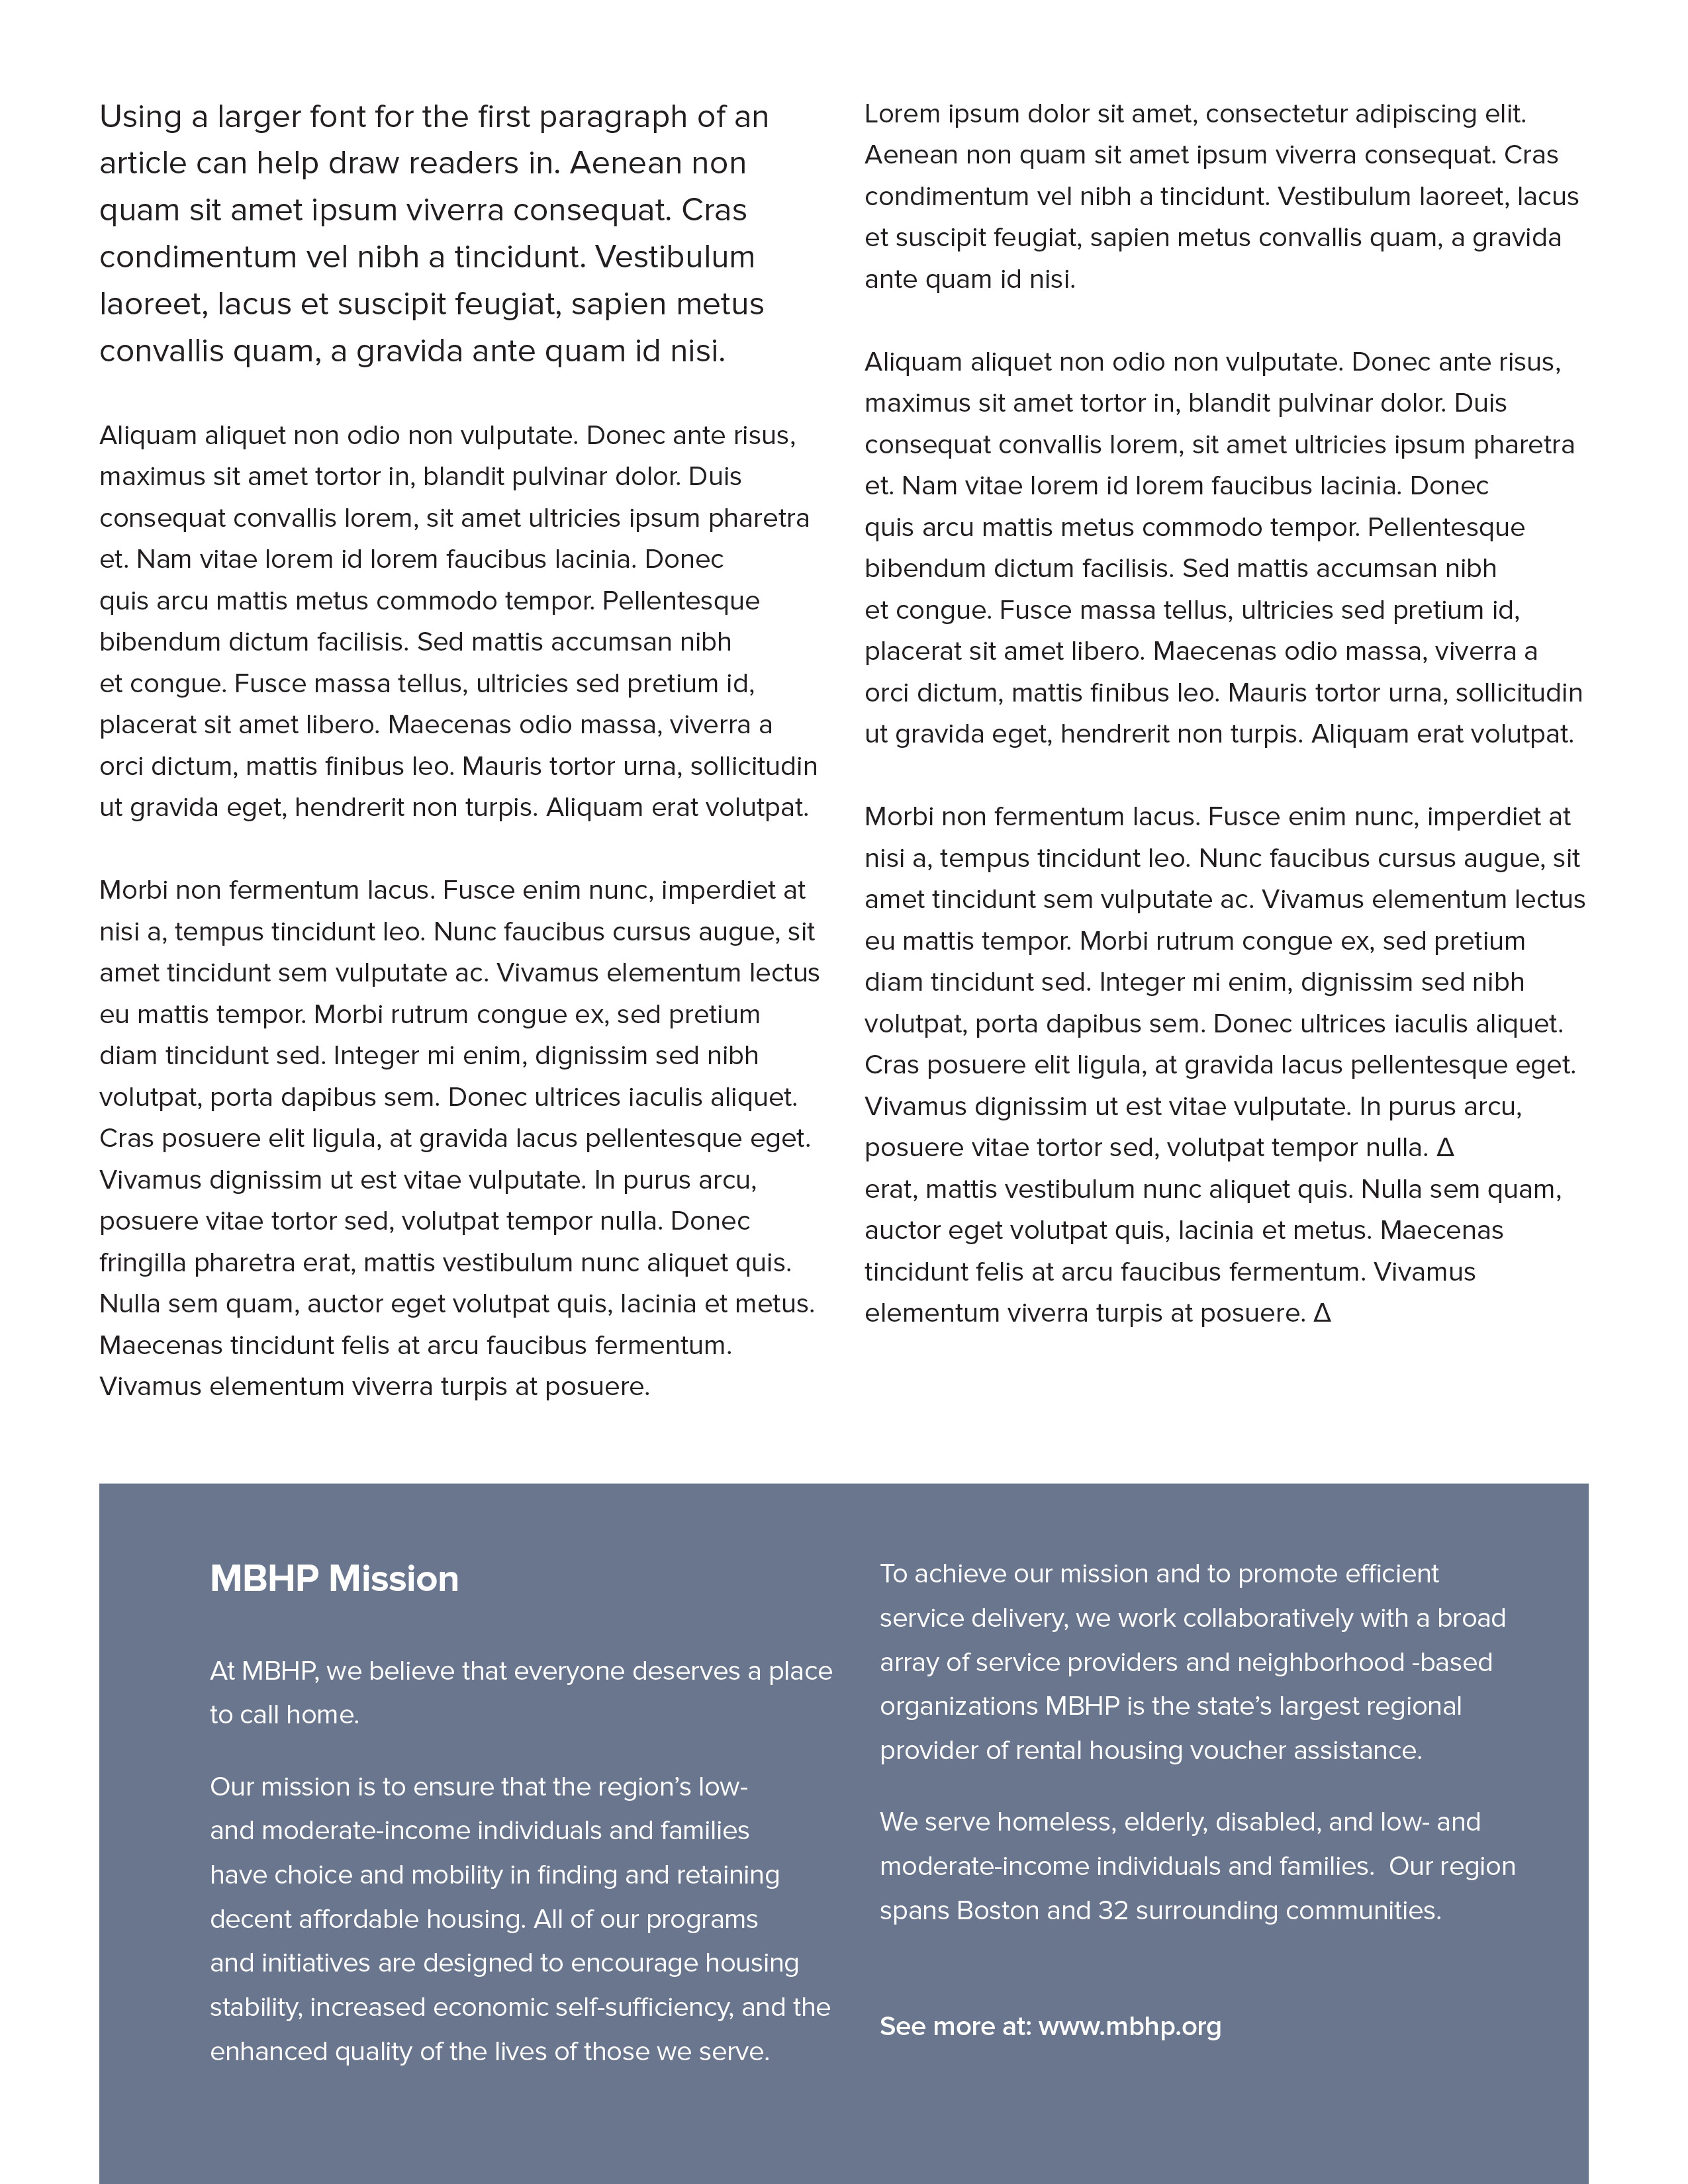 Using a larger font for the first paragraph of an
article can help draw readers in. Aenean non
quam sit amet ipsum viverra consequat. Cras
condimentum vel nibh a tincidunt. Vestibulum
laoreet, lacus et suscipit feugiat, sapien metus
convallis quam, a gravida ante quam id nisi.
Aliquam aliquet non odio non vulputate. Donec ante risus,
maximus sit amet tortor in, blandit pulvinar dolor. Duis
consequat convallis lorem, sit amet ultricies ipsum pharetra
et. Nam vitae lorem id lorem faucibus lacinia. Donec
quis arcu mattis metus commodo tempor. Pellentesque
bibendum dictum facilisis. Sed mattis accumsan nibh
et congue. Fusce massa tellus, ultricies sed pretium id,
placerat sit amet libero. Maecenas odio massa, viverra a
orci dictum, mattis finibus leo. Mauris tortor urna, sollicitudin
ut gravida eget, hendrerit non turpis. Aliquam erat volutpat.
Morbi non fermentum lacus. Fusce enim nunc, imperdiet at
nisi a, tempus tincidunt leo. Nunc faucibus cursus augue, sit
amet tincidunt sem vulputate ac. Vivamus elementum lectus
eu mattis tempor. Morbi rutrum congue ex, sed pretium
diam tincidunt sed. Integer mi enim, dignissim sed nibh
volutpat, porta dapibus sem. Donec ultrices iaculis aliquet.
Cras posuere elit ligula, at gravida lacus pellentesque eget.
Vivamus dignissim ut est vitae vulputate. In purus arcu,
posuere vitae tortor sed, volutpat tempor nulla. Donec
fringilla pharetra erat, mattis vestibulum nunc aliquet quis.
Nulla sem quam, auctor eget volutpat quis, lacinia et metus.
Maecenas tincidunt felis at arcu faucibus fermentum.
Vivamus elementum viverra turpis at posuere.
Lorem ipsum dolor sit amet, consectetur adipiscing elit.
Aenean non quam sit amet ipsum viverra consequat. Cras
condimentum vel nibh a tincidunt. Vestibulum laoreet, lacus
et suscipit feugiat, sapien metus convallis quam, a gravida
ante quam id nisi.
Aliquam aliquet non odio non vulputate. Donec ante risus,
maximus sit amet tortor in, blandit pulvinar dolor. Duis
consequat convallis lorem, sit amet ultricies ipsum pharetra
et. Nam vitae lorem id lorem faucibus lacinia. Donec
quis arcu mattis metus commodo tempor. Pellentesque
bibendum dictum facilisis. Sed mattis accumsan nibh
et congue. Fusce massa tellus, ultricies sed pretium id,
placerat sit amet libero. Maecenas odio massa, viverra a
orci dictum, mattis finibus leo. Mauris tortor urna, sollicitudin
ut gravida eget, hendrerit non turpis. Aliquam erat volutpat.
Morbi non fermentum lacus. Fusce enim nunc, imperdiet at
nisi a, tempus tincidunt leo. Nunc faucibus cursus augue, sit
amet tincidunt sem vulputate ac. Vivamus elementum lectus
eu mattis tempor. Morbi rutrum congue ex, sed pretium
diam tincidunt sed. Integer mi enim, dignissim sed nibh
volutpat, porta dapibus sem. Donec ultrices iaculis aliquet.
Cras posuere elit ligula, at gravida lacus pellentesque eget.
Vivamus dignissim ut est vitae vulputate. In purus arcu,
posuere vitae tortor sed, volutpat tempor nulla. ∆
erat, mattis vestibulum nunc aliquet quis. Nulla sem quam,
auctor eget volutpat quis, lacinia et metus. Maecenas
tincidunt felis at arcu faucibus fermentum. Vivamus
elementum viverra turpis at posuere. ∆
MBHP Mission
At MBHP, we believe that everyone deserves a place
to call home.
Our mission is to ensure that the region’s low-
and moderate-income individuals and families
have choice and mobility in finding and retaining
decent affordable housing. All of our programs
and initiatives are designed to encourage housing
stability, increased economic self-sufficiency, and the
enhanced quality of the lives of those we serve.
To achieve our mission and to promote efficient
service delivery, we work collaboratively with a broad
array of service providers and neighborhood -based
organizations MBHP is the state’s largest regional
provider of rental housing voucher assistance.
We serve homeless, elderly, disabled, and low- and
moderate-income individuals and families.  Our region
spans Boston and 32 surrounding communities.
See more at: www.mbhp.org